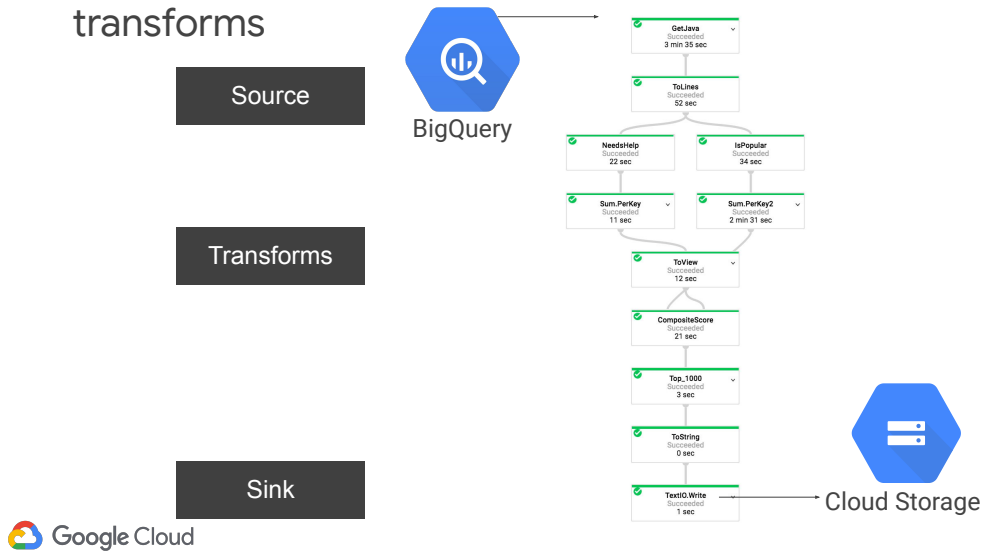 transforms
Source
BigQuery
GetJava
Succeeded
3 min 35 sec
ToLines
Succeeded
52 sec
NeedsHelp
Succeeded
22 sec
IsPopular
Succeeded
34 sec
Sum.PerKey
Succeeded
11 sec
Sum.PerKey2
Succeeded
2 min 31 sec
Transforms
ToView
Succeeded
12 sec
CompositeScore
Succeeded
21 sec
Top_1000
Succeeded
3 sec
ToString
Succeeded
0 sec
Sink
TextIO.Write
Succeeded
1 sec
Cloud Storage
Google Cloud